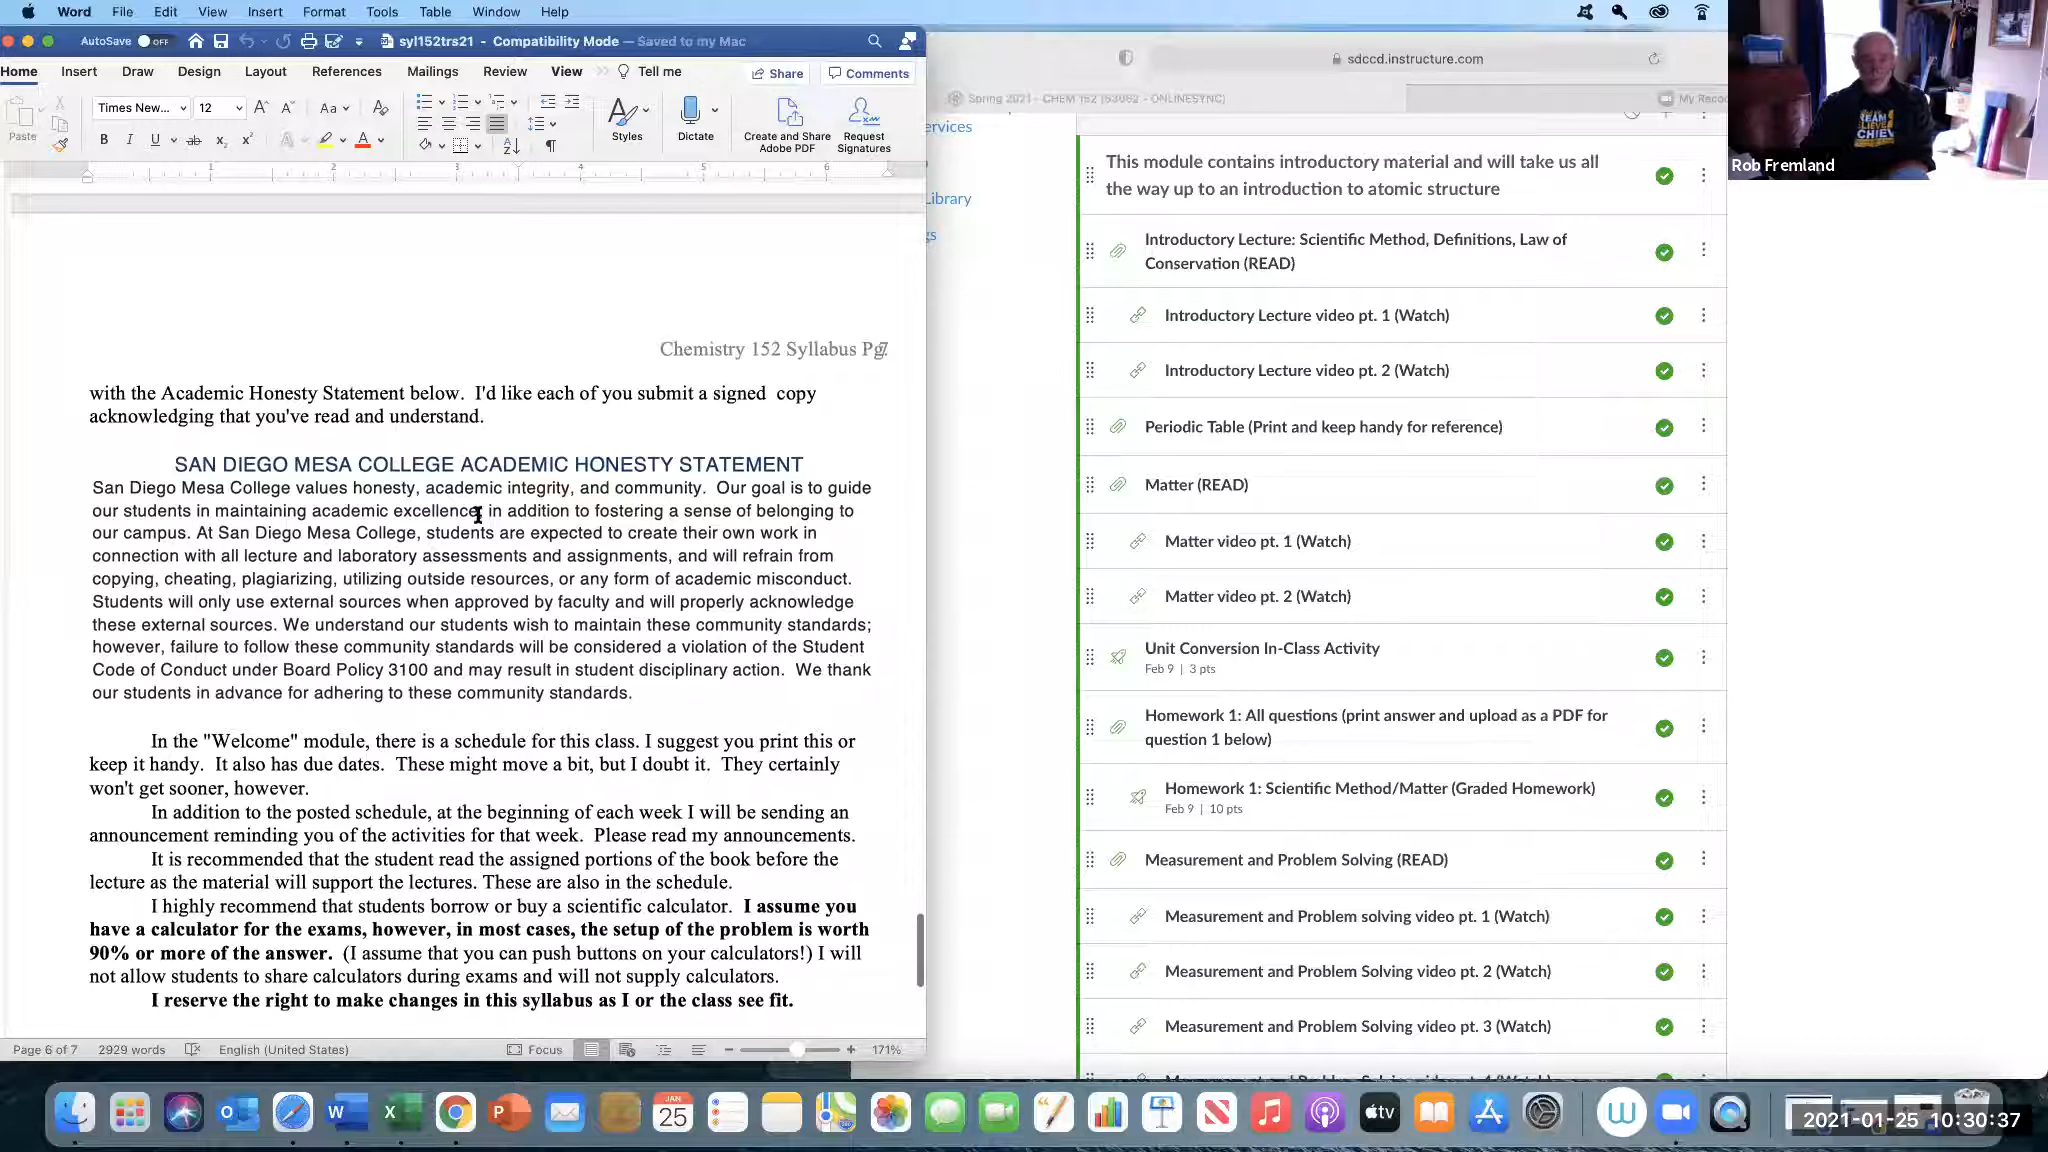 Word File Edit View Insert Format Tools Table Window Help
AutoSave OFF syl152trs21 - Compatibility Mode — Saved to my Mac
Home Insert Draw Design Layout References Mailings Review View Tell me Share Comments
Paste Times New... 12 Aa Styles Dictate Create and Share Adobe PDF Request Signatures
1 2 3 4 5 6
Chemistry 152 Syllabus Pg.7
with the Academic Honesty Statement below. I'd like each of you submit a signed copy
acknowledging that you've read and understand.
SAN DIEGO MESA COLLEGE ACADEMIC HONESTY STATEMENT
San Diego Mesa College values honesty, academic integrity, and community. Our goal is to guide
our students in maintaining academic excellence, in addition to fostering a sense of belonging to
our campus. At San Diego Mesa College, students are expected to create their own work in
connection with all lecture and laboratory assessments and assignments, and will refrain from
copying, cheating, plagiarizing, utilizing outside resources, or any form of academic misconduct.
Students will only use external sources when approved by faculty and will properly acknowledge
these external sources. We understand our students wish to maintain these community standards;
however, failure to follow these community standards will be considered a violation of the Student
Code of Conduct under Board Policy 3100 and may result in student disciplinary action. We thank
our students in advance for adhering to these community standards.
In the "Welcome" module, there is a schedule for this class. I suggest you print this or
keep it handy. It also has due dates. These might move a bit, but I doubt it. They certainly
won't get sooner, however.
In addition to the posted schedule, at the beginning of each week I will be sending an
announcement reminding you of the activities for that week. Please read my announcements.
It is recommended that the student read the assigned portions of the book before the
lecture as the material will support the lectures. These are also in the schedule.
I highly recommend that students borrow or buy a scientific calculator. I assume you
have a calculator for the exams, however, in most cases, the setup of the problem is worth
90% or more of the answer. (I assume that you can push buttons on your calculators!) I will
not allow students to share calculators during exams and will not supply calculators.
I reserve the right to make changes in this syllabus as I or the class see fit.
Page 6 of 7 2929 words English (United States) Focus 171%
sdccd.instructure.com
Spring 2021 - CHEM 152 (53062 - ONLINESYNC)
My Reco
ervices
Library
gs
This module contains introductory material and will take us all
the way up to an introduction to atomic structure
Introductory Lecture: Scientific Method, Definitions, Law of
Conservation (READ)
Introductory Lecture video pt. 1 (Watch)
Introductory Lecture video pt. 2 (Watch)
Periodic Table (Print and keep handy for reference)
Matter (READ)
Matter video pt. 1 (Watch)
Matter video pt. 2 (Watch)
Unit Conversion In-Class Activity
Feb 9 | 3 pts
Homework 1: All questions (print answer and upload as a PDF for
question 1 below)
Homework 1: Scientific Method/Matter (Graded Homework)
Feb 9 | 10 pts
Measurement and Problem Solving (READ)
Measurement and Problem solving video pt. 1 (Watch)
Measurement and Problem Solving video pt. 2 (Watch)
Measurement and Problem Solving video pt. 3 (Watch)
Rob Fremland
JAN
25
tv
2021-01-25 10:30:37